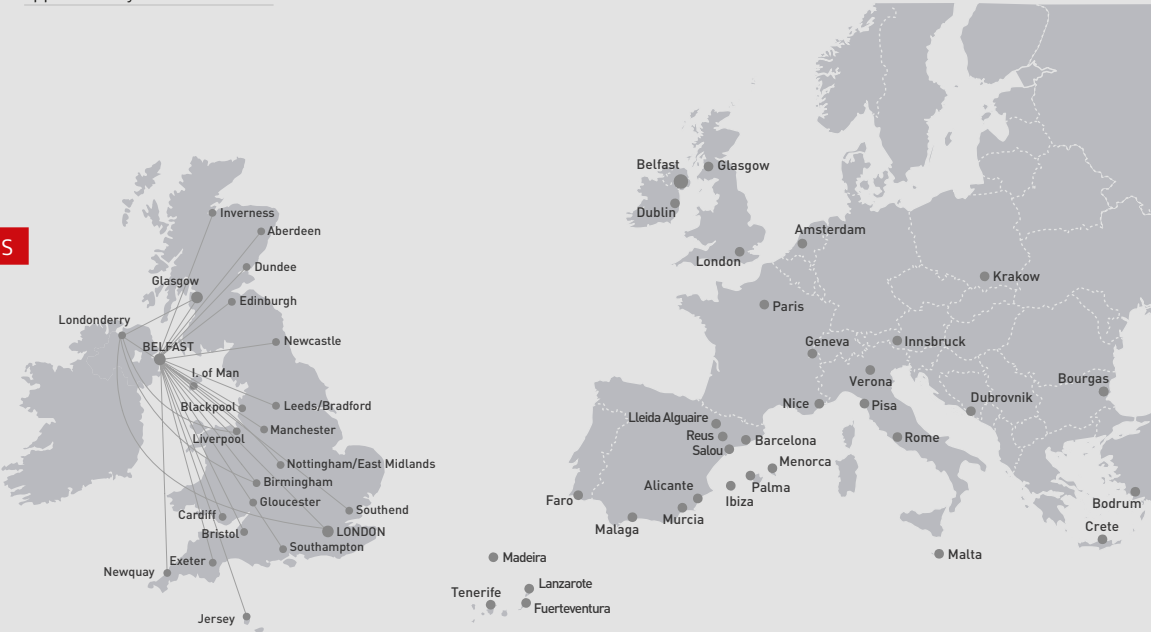 S
Inverness
Aberdeen
Dundee
Glasgow
Edinburgh
Londonderry
BELFAST
Newcastle
I. of Man
Blackpool
Leeds/Bradford
Manchester
Liverpool
Nottingham/East Midlands
Birmingham
Gloucester
Southend
Cardiff
Bristol
LONDON
Southampton
Exeter
Newquay
Jersey
Belfast
Glasgow
Dublin
Amsterdam
London
Krakow
Paris
Geneva
Innsbruck
Verona
Bourgas
Nice
Pisa
Dubrovnik
Lleida Alguaire
Reus
Barcelona
Salou
Rome
Menorca
Alicante
Palma
Ibiza
Faro
Murcia
Malaga
Bodrum
Crete
Malta
Madeira
Tenerife
Lanzarote
Fuerteventura